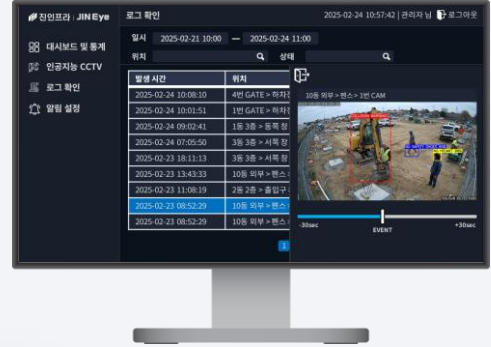 진인프라 : JIN Eye
로그 확인
2025-02-24 10:57:42 | 관리자 님 로그아웃
대시보드 및 통계
인공지능 CCTV
로그 확인
알림 설정
일시 2025-02-21 10:00 — 2025-02-24 11:00
위치 상태
발생 시간 위치
2025-02-24 10:08:10 4번 GATE > 하차
2025-02-24 10:01:51 1번 GATE > 하차
2025-02-24 09:02:41 1동 3층 > 동쪽 창
2025-02-24 07:05:50 3동 3층 > 서쪽 창
2025-02-23 18:11:13 3동 3층 > 서쪽 창
2025-02-23 13:43:33 10동 외부 > 펜스
2025-02-23 11:08:19 2동 2층 > 출입구
2025-02-23 08:52:29 10동 외부 > 펜스
2025-02-23 08:52:29 10동 외부 > 펜스
1
10동 외부 > 펜스 > 1번 CAM
-30sec
EVENT
+30sec